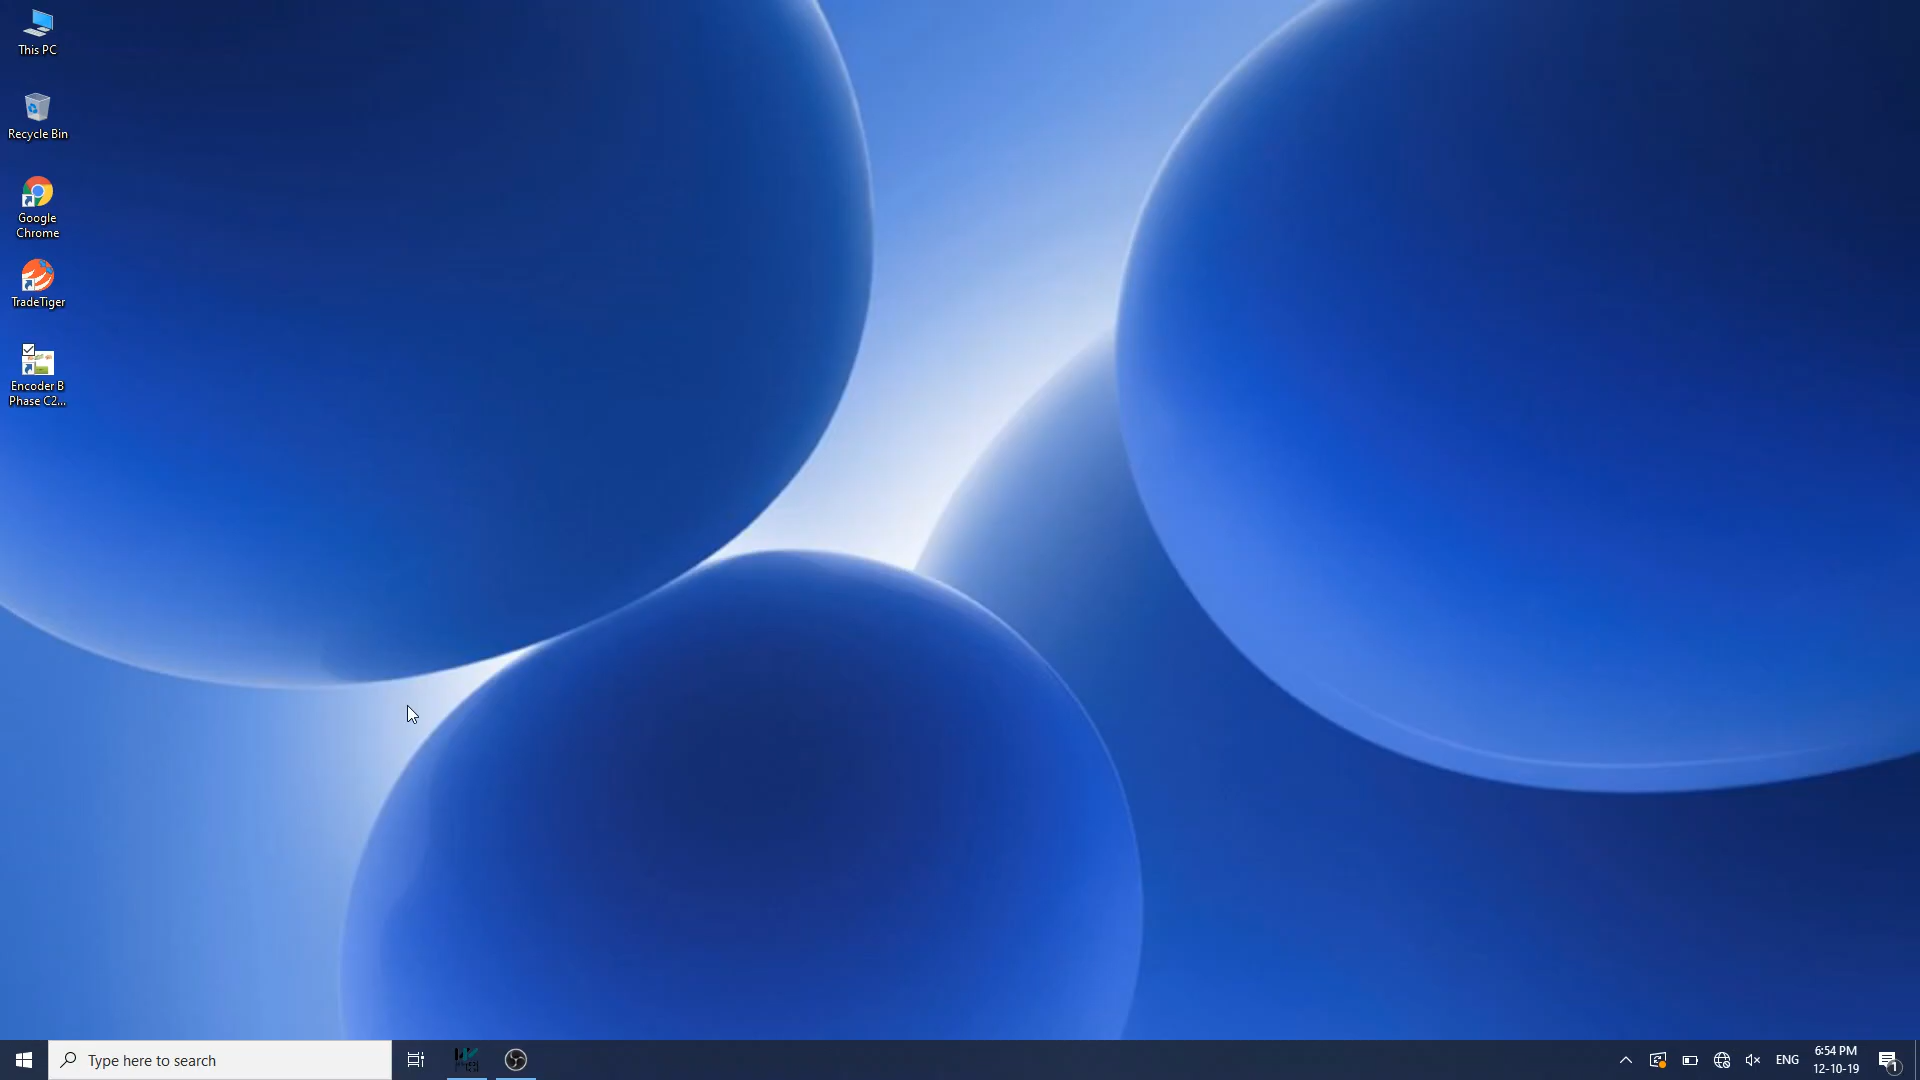 This PC
Recycle Bin
Google
Chrome
TradeTiger
Encoder B
Phase C2...
Type here to search
ENG
6:54 PM
12-10-19
1